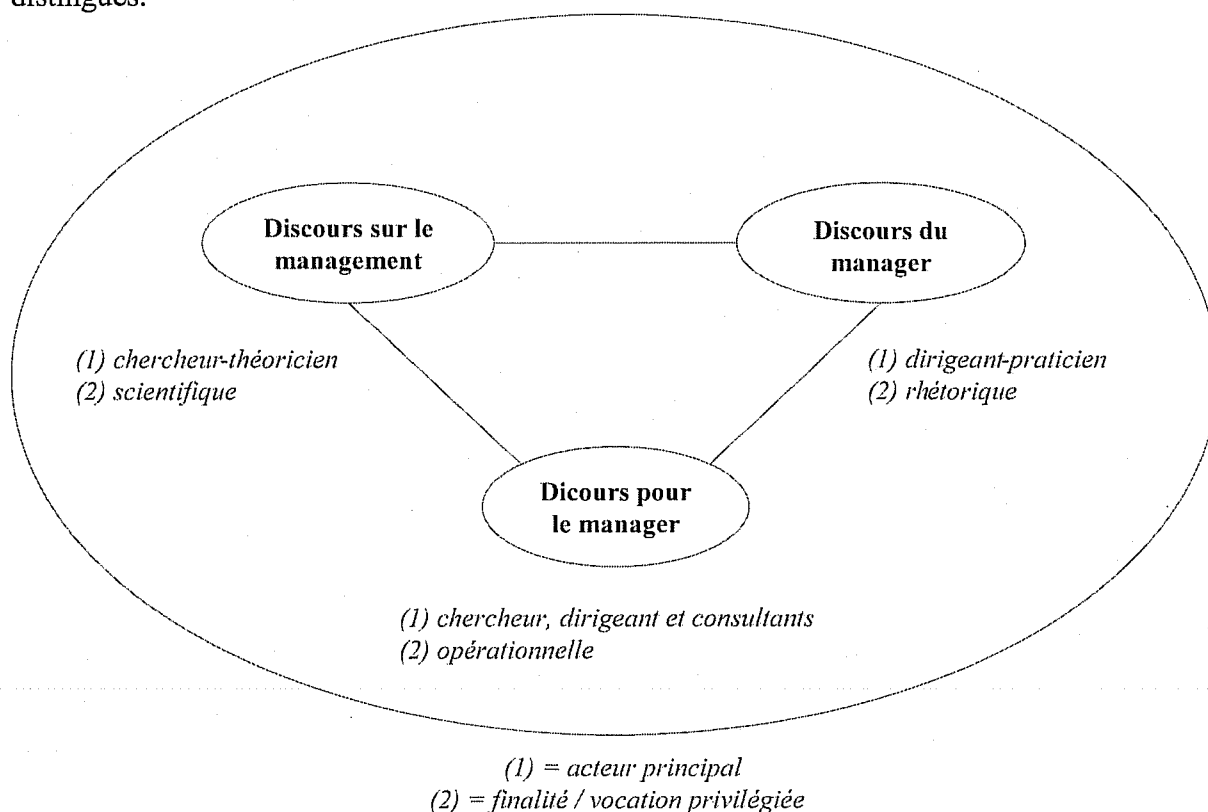 distingués.
Discours sur le
management
Discours du
manager
(1) chercheur-théoricien
(2) scientifique
(1) dirigeant-praticien
(2) rhétorique
Dicours pour
le manager
(1) chercheur, dirigeant et consultants
(2) opérationnelle
(1) = acteur principal
(2) = finalité / vocation privilégiée